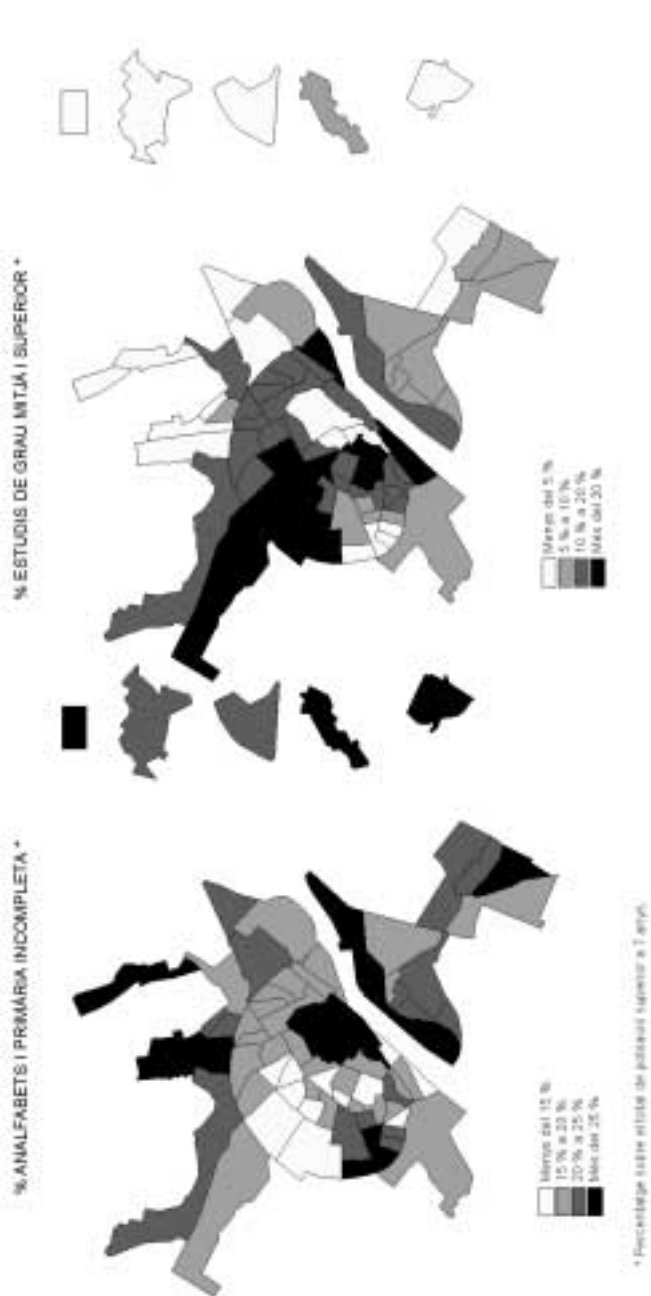 % ANALFABETS I PRIMÀRIA INCOMPLETA *
Menys del 15 %
15 % a 20 %
20 % a 25 %
Més del 25 %
% ESTUDIS DE GRAU MITJÀ I SUPERIOR *
Menys del 5 %
5 % a 10 %
10 % a 20 %
Més del 20 %
* Percentatge sobre el total de població superior a 7 anys.